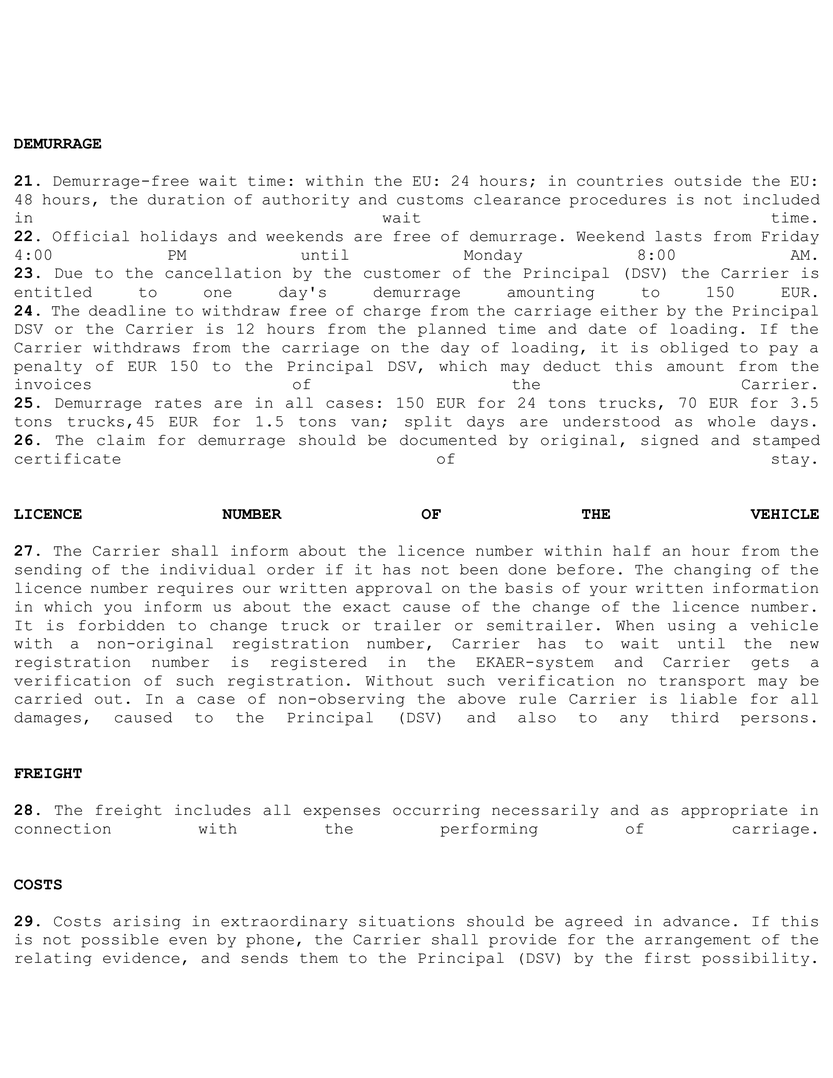 DEMURRAGE
21. Demurrage-free wait time: within the EU: 24 hours; in countries outside the EU:
48 hours, the duration of authority and customs clearance procedures is not included
in wait time.
22. Official holidays and weekends are free of demurrage. Weekend lasts from Friday
4:00 PM until Monday 8:00 AM.
23. Due to the cancellation by the customer of the Principal (DSV) the Carrier is
entitled to one day's demurrage amounting to 150 EUR.
24. The deadline to withdraw free of charge from the carriage either by the Principal
DSV or the Carrier is 12 hours from the planned time and date of loading. If the
Carrier withdraws from the carriage on the day of loading, it is obliged to pay a
penalty of EUR 150 to the Principal DSV, which may deduct this amount from the
invoices of the Carrier.
25. Demurrage rates are in all cases: 150 EUR for 24 tons trucks, 70 EUR for 3.5
tons trucks,45 EUR for 1.5 tons van; split days are understood as whole days.
26. The claim for demurrage should be documented by original, signed and stamped
certificate of stay.
LICENCE NUMBER OF THE VEHICLE
27. The Carrier shall inform about the licence number within half an hour from the
sending of the individual order if it has not been done before. The changing of the
licence number requires our written approval on the basis of your written information
in which you inform us about the exact cause of the change of the licence number.
It is forbidden to change truck or trailer or semitrailer. When using a vehicle
with a non-original registration number, Carrier has to wait until the new
registration number is registered in the EKAER-system and Carrier gets a
verification of such registration. Without such verification no transport may be
carried out. In a case of non-observing the above rule Carrier is liable for all
damages, caused to the Principal (DSV) and also to any third persons.
FREIGHT
28. The freight includes all expenses occurring necessarily and as appropriate in
connection with the performing of carriage.
COSTS
29. Costs arising in extraordinary situations should be agreed in advance. If this
is not possible even by phone, the Carrier shall provide for the arrangement of the
relating evidence, and sends them to the Principal (DSV) by the first possibility.